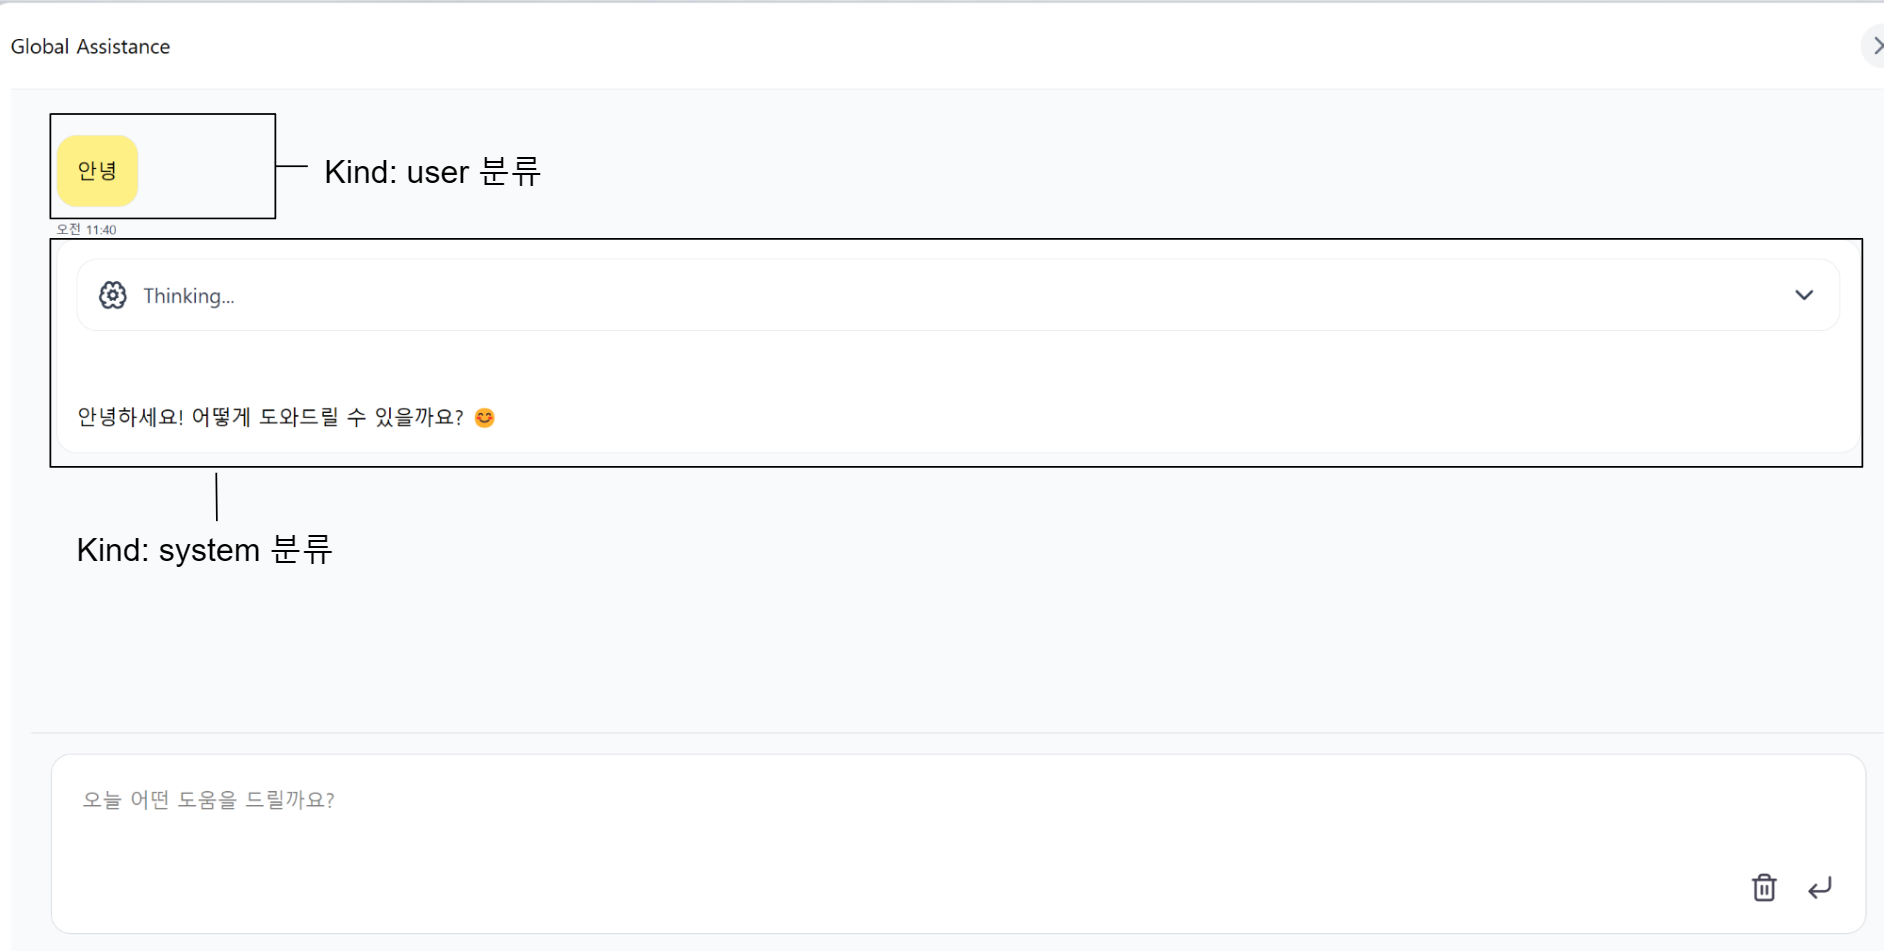 Global Assistance
안녕
Kind: user 분류
오전 11:40
Thinking...
안녕하세요! 어떻게 도와드릴 수 있을까요? 😊
Kind: system 분류
오늘 어떤 도움을 드릴까요?